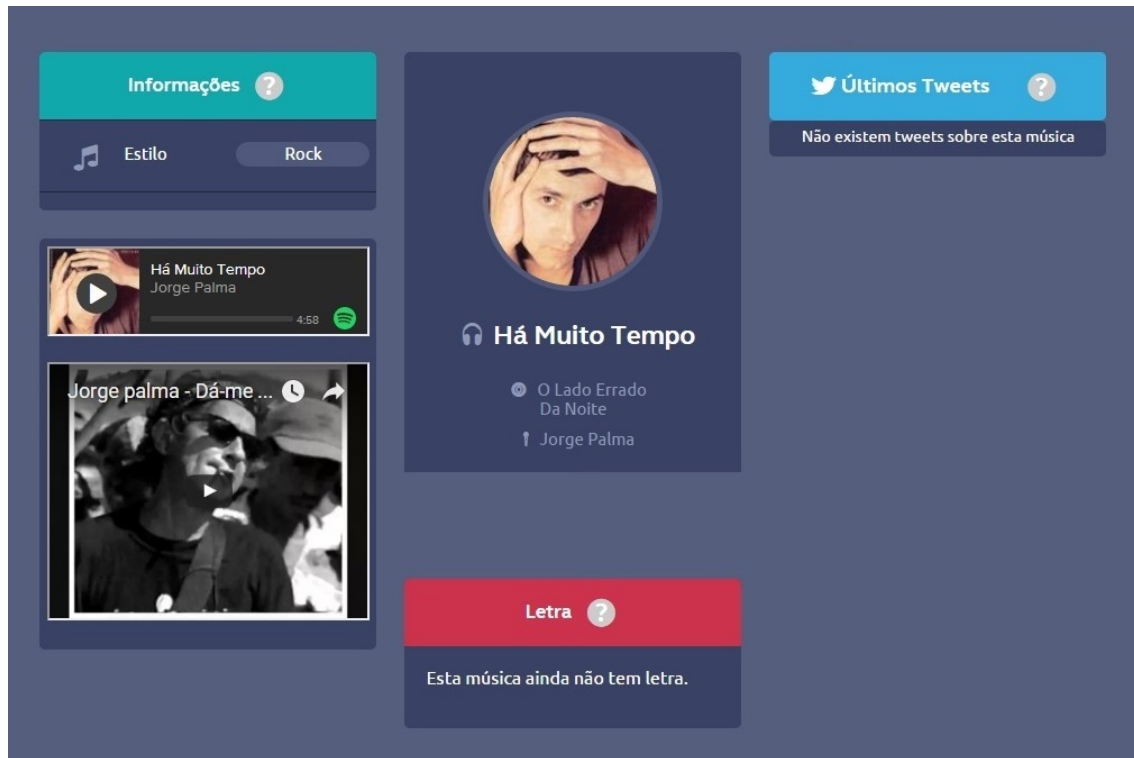 Informações ?
Estilo Rock
Há Muito Tempo
Jorge Palma
4:58
Jorge palma - Dá-me ...
Há Muito Tempo
O Lado Errado
Da Noite
Jorge Palma
Letra ?
Esta música ainda não tem letra.
Últimos Tweets ?
Não existem tweets sobre esta música